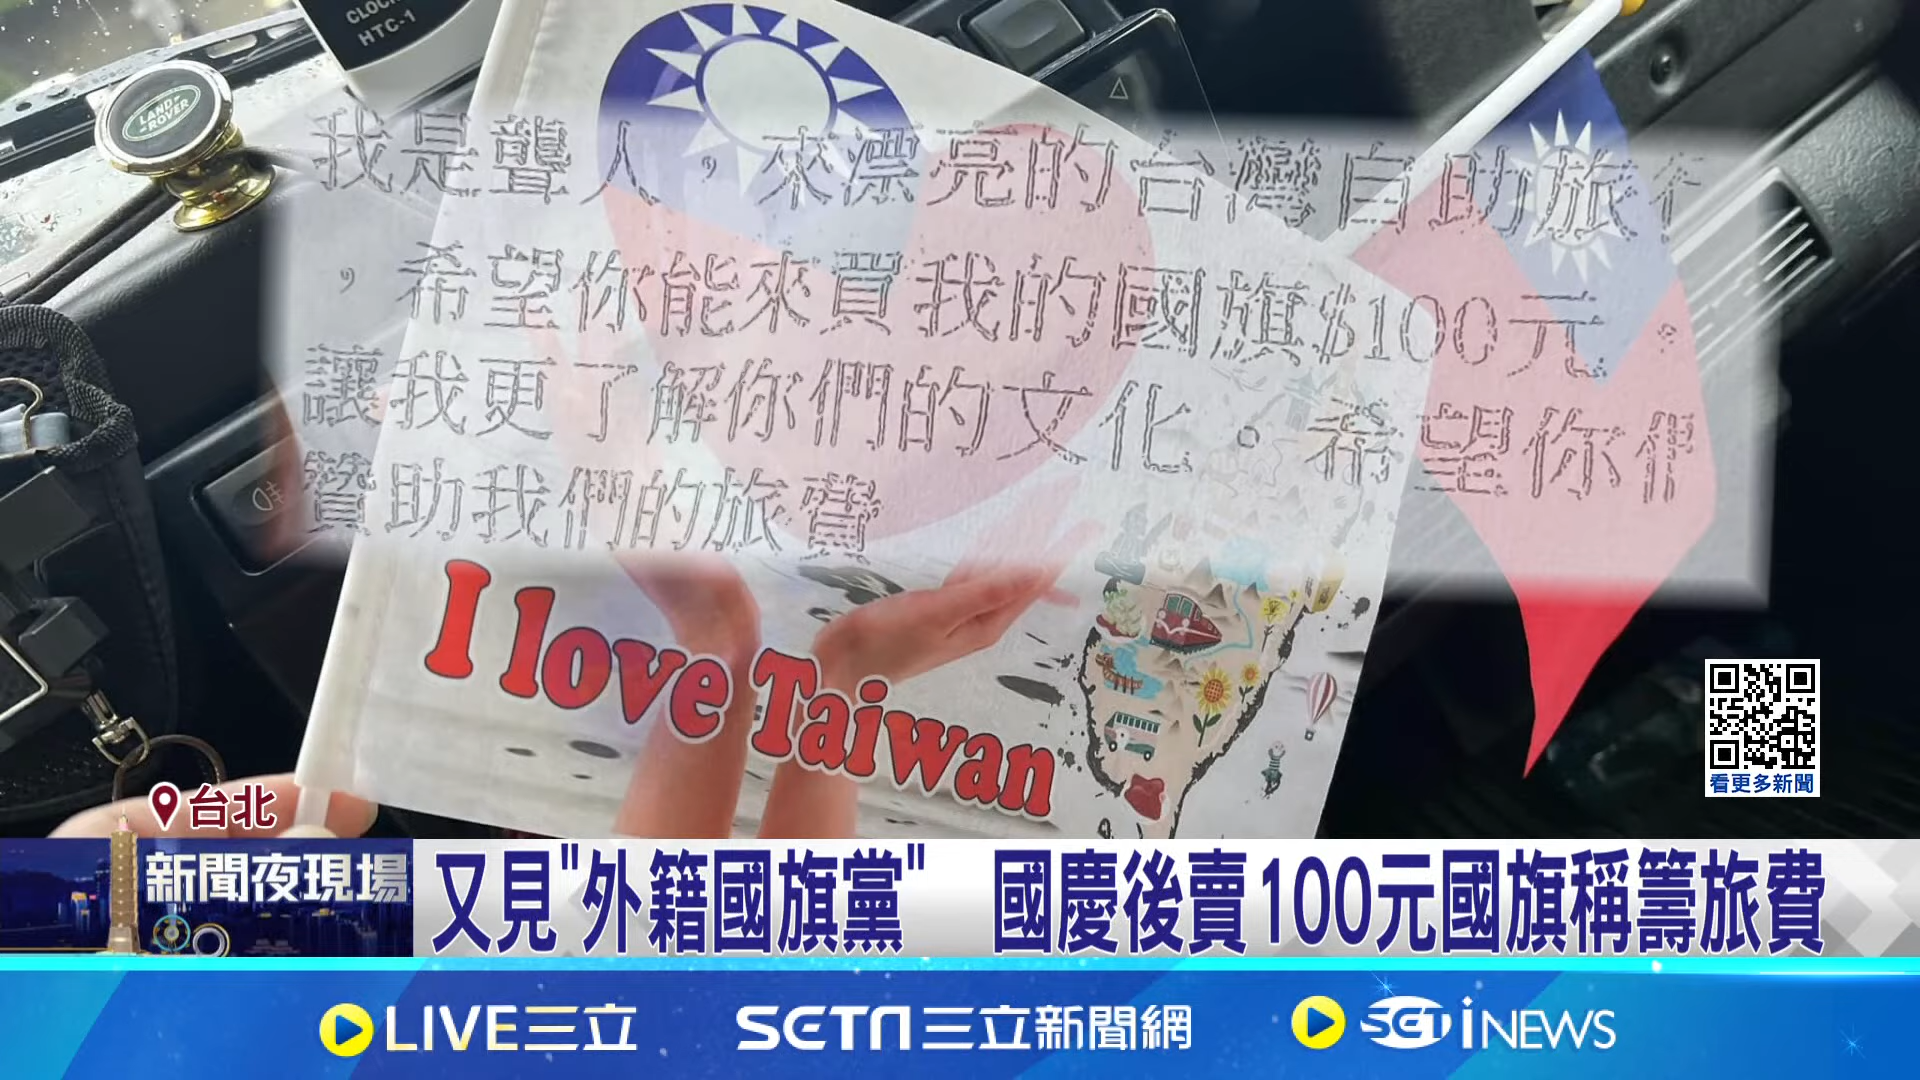 CLOCK
HTC-1
LAND
ROVER
我是聾人，來漂亮的台灣自助旅行
，希望你能來買我的國旗$100元
讓我更了解你們的文化。希望你們
贊助我們的旅費
I love Taiwan
看更多新聞
台北
新聞夜現場
又見"外籍國旗黨" 國慶後賣100元國旗稱籌旅費
LIVE三立
SETN三立新聞網
SETiNEWS